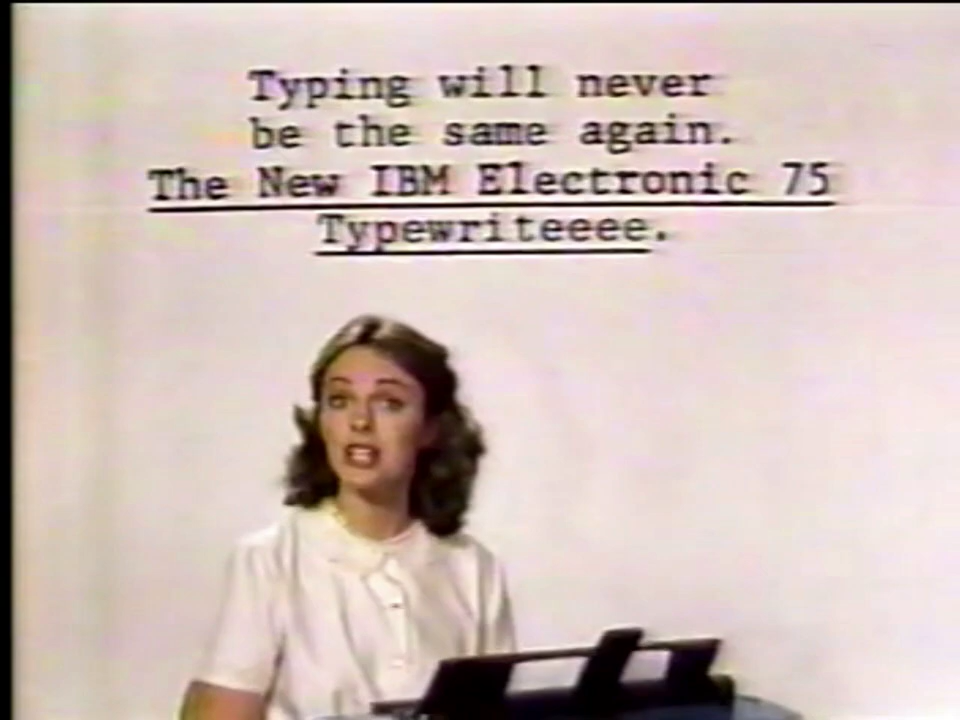 Typing will never
be the same again.
The New IBM Electronic 75
Typewriteeee.